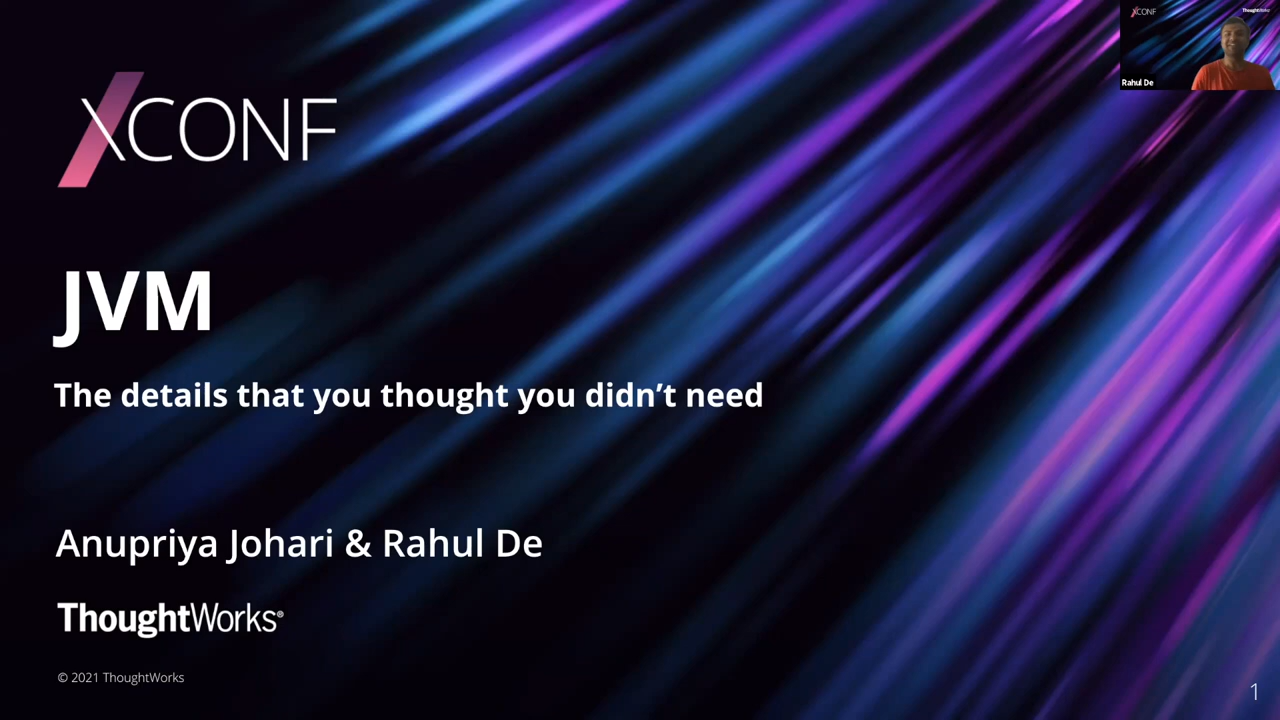 XCONF
XCONF
ThoughtWorks
Rahul De
JVM
The details that you thought you didn't need
Anupriya Johari & Rahul De
ThoughtWorks®
© 2021 ThoughtWorks
1